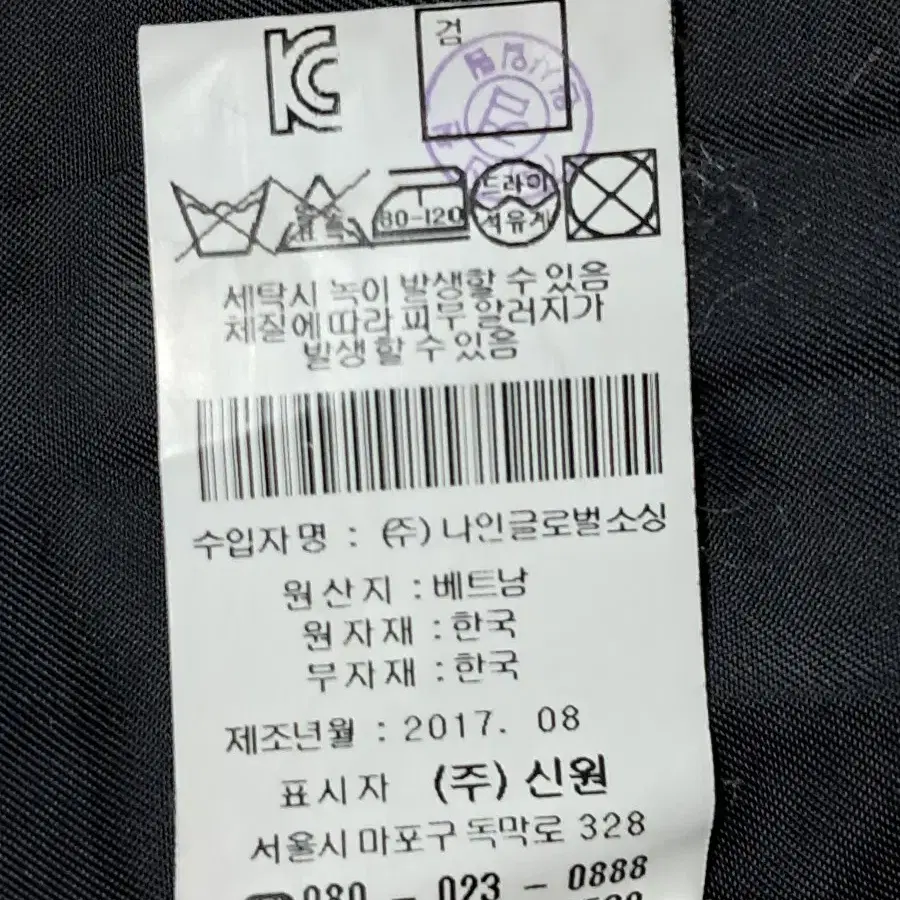 KC
검
80-120
드라이
석유계
세탁시 녹이 발생할 수 있음
체질에 따라 피부 알러지가
발생할 수 있음
수입자명 : (주) 나인글로벌소싱
원산지 : 베트남
원자재 : 한국
부자재 : 한국
제조년월 : 2017. 08
표시자 (주) 신원
서울시 마포구 독막로 328
080 - 023 - 0888